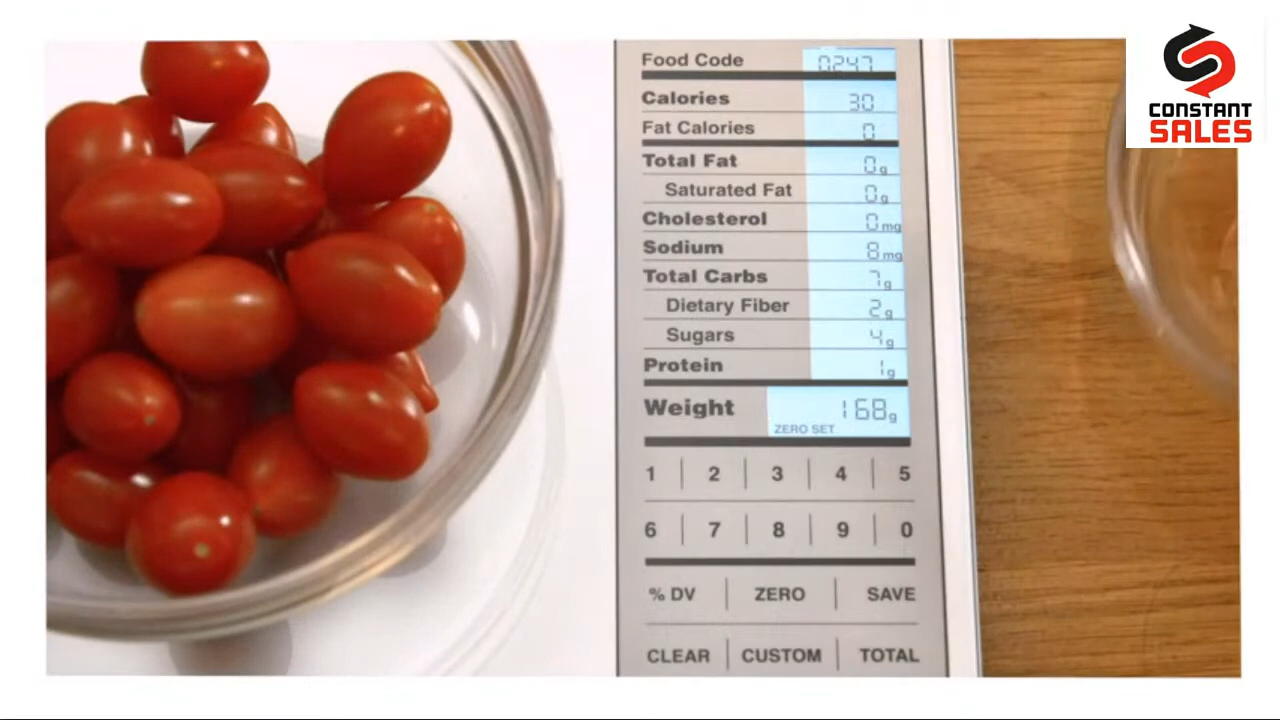 Food Code 0247
Calories 30
Fat Calories 0
Total Fat 0g
Saturated Fat 0g
Cholesterol 0mg
Sodium 8mg
Total Carbs 7g
Dietary Fiber 2g
Sugars 4g
Protein 1g
Weight 168g
ZERO SET
1 2 3 4 5
6 7 8 9 0
% DV ZERO SAVE
CLEAR CUSTOM TOTAL
CONSTANT
SALES